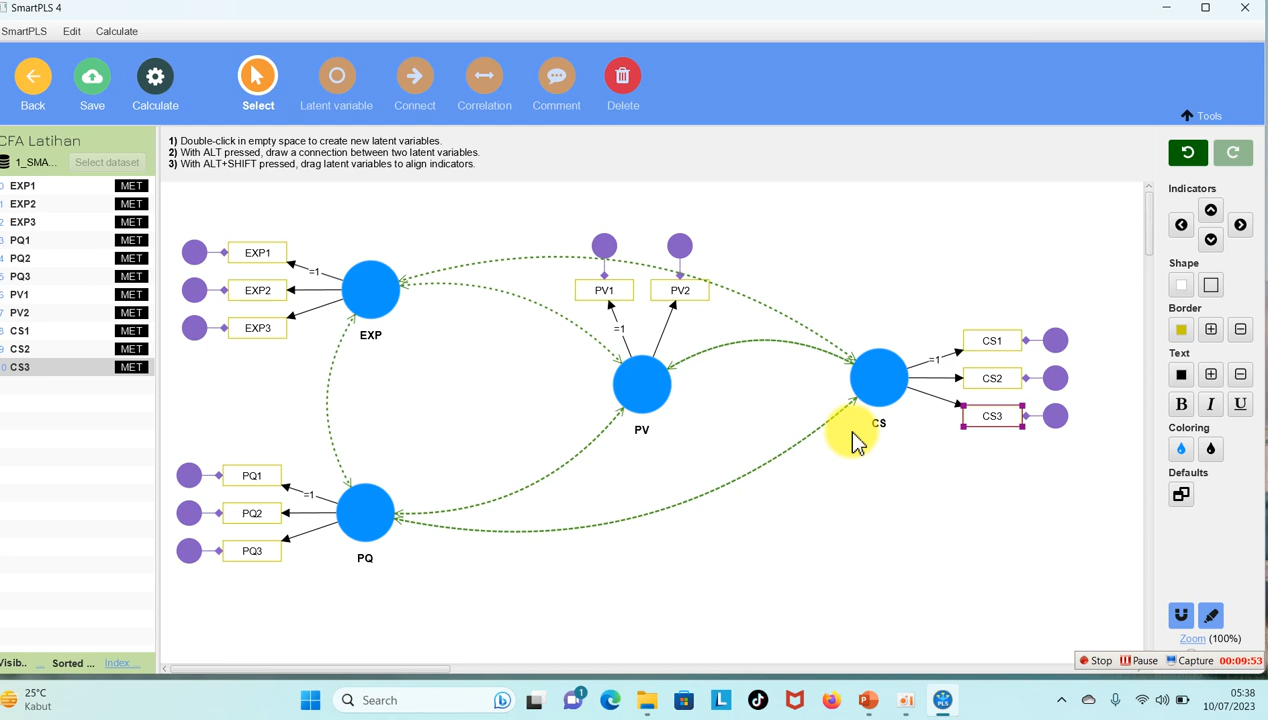 SmartPLS 4
SmartPLS Edit Calculate
Back Save Calculate Select Latent variable Connect Correlation Comment Delete
Tools
CFA Latihan
1_SMA... Select dataset
EXP1 MET
EXP2 MET
EXP3 MET
PQ1 MET
PQ2 MET
PQ3 MET
PV1 MET
PV2 MET
CS1 MET
CS2 MET
0 CS3 MET
1) Double-click in empty space to create new latent variables.
2) With ALT pressed, draw a connection between two latent variables.
3) With ALT+SHIFT pressed, drag latent variables to align indicators.
EXP1
=1
EXP2
EXP3
EXP
PV1 PV2
=1
PV
CS1
=1
CS2
CS3
CS
PQ1
=1
PQ2
PQ3
PQ
Indicators
Shape
Border
Text
B I U
Coloring
Defaults
Zoom (100%)
Visib.. ... Sorted ... Index ...
Stop Pause Capture 00:09:53
25°C
Kabut
Search
1
L
PLS
05:38
10/07/2023